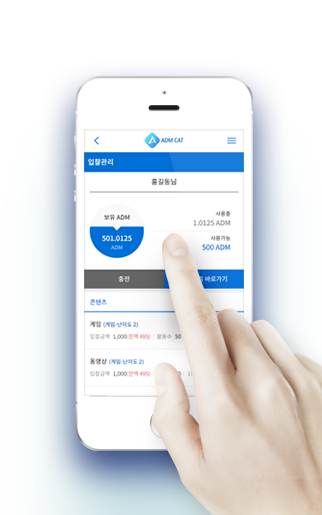 ADM CAT
입찰관리
홍길동님
보유 ADM
501.0125
ADM
사용중
1.0125 ADM
사용가능
500 ADM
충전
바로가기
콘텐츠
게임 (게임-난이도 2)
입찰금액 1,000(잔액 495) 활동수 50
동영상 (게임-난이도 2)
입찰금액 1,000(잔액 495)